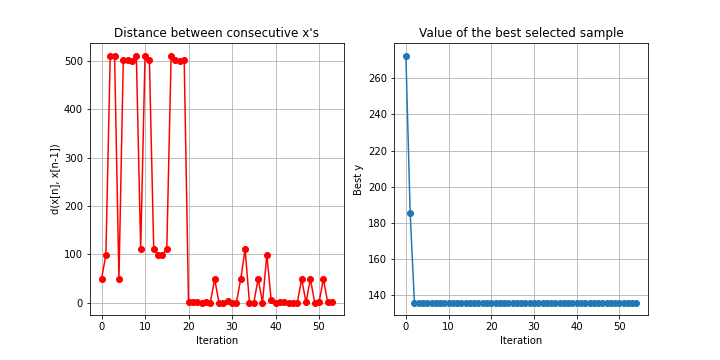 Distance between consecutive x's
500
400
300
200
100
0
d(x[n], x[n-1])
0 10 20 30 40 50
Iteration
Value of the best selected sample
260
240
220
200
180
160
140
Best y
0 10 20 30 40 50
Iteration